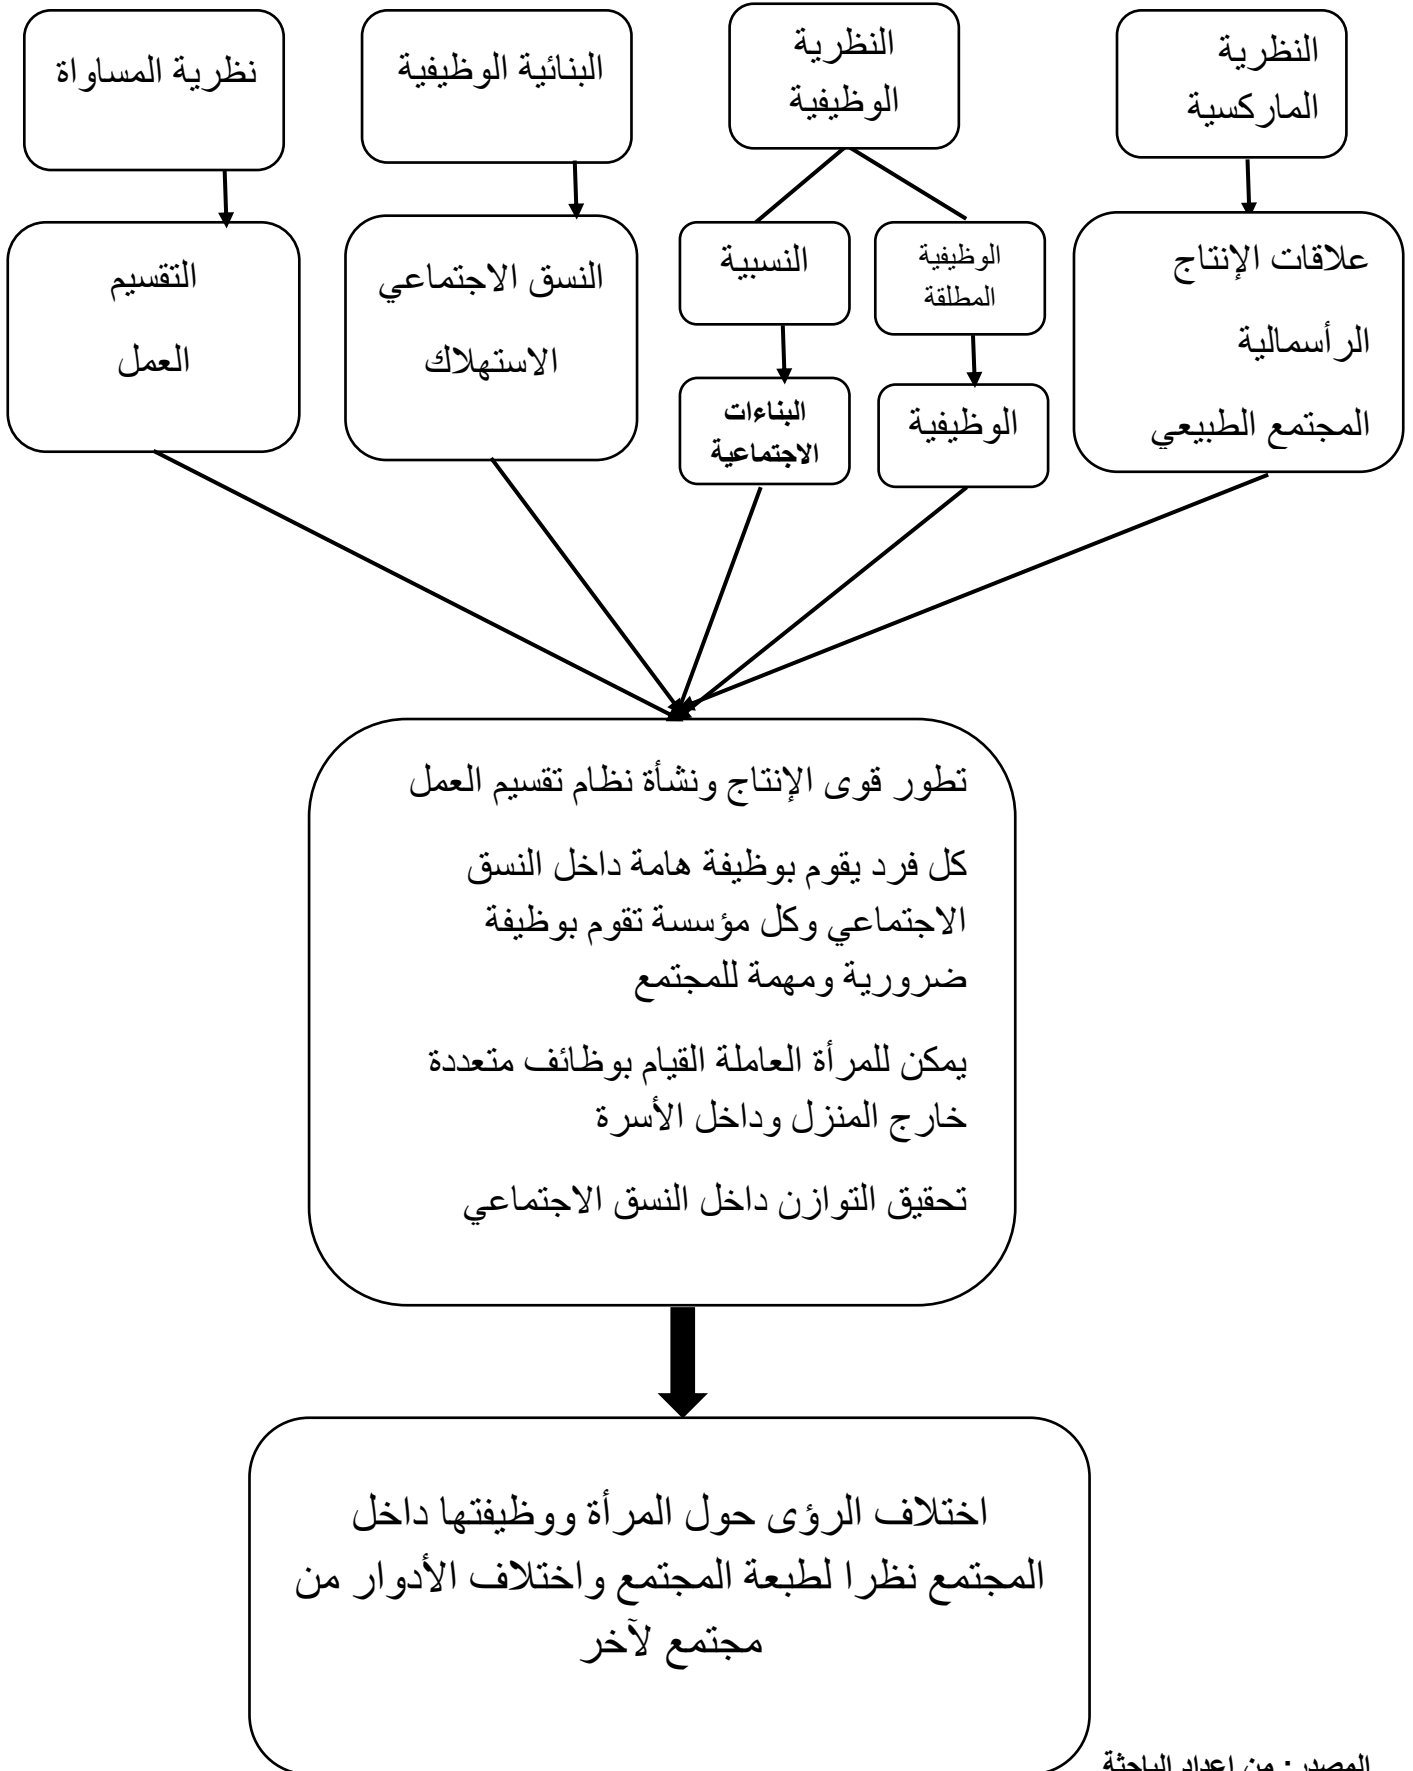 النظرية
الماركسية
النظرية
الوظيفية
البنائية الوظيفية
نظرية المساواة
علاقات الإنتاج
الرأسمالية
المجتمع الطبيعي
الوظيفية
المطلقة
النسبية
النسق الاجتماعي
الاستهلاك
التقسيم
العمل
الوظيفية
البناءات
الاجتماعية
تطور قوى الإنتاج ونشأة نظام تقسيم العمل
كل فرد يقوم بوظيفة هامة داخل النسق
الاجتماعي وكل مؤسسة تقوم بوظيفة
ضرورية ومهمة للمجتمع
يمكن للمرأة العاملة القيام بوظائف متعددة
خارج المنزل وداخل الأسرة
تحقيق التوازن داخل النسق الاجتماعي
اختلاف الرؤى حول المرأة ووظيفتها داخل
المجتمع نظرا لطبعة المجتمع واختلاف الأدوار من
مجتمع لآخر
المصدر: من إعداد الباحثة